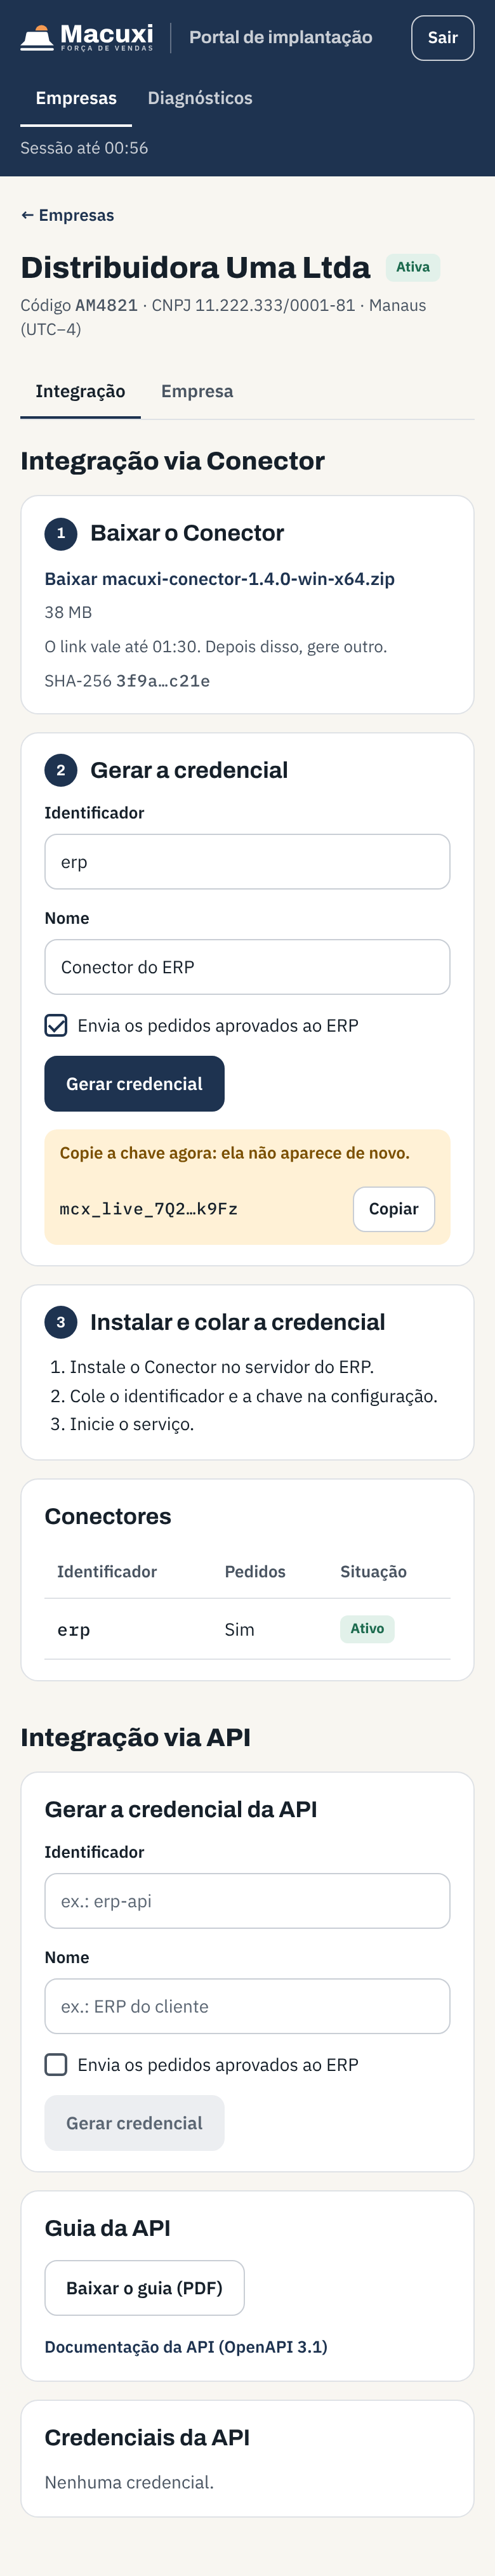 Macuxi
FORÇA DE VENDAS
Portal de implantação
Sair
Empresas
Diagnósticos
Sessão até 00:56
← Empresas
Distribuidora Uma Ltda
Ativa
Código AM4821 · CNPJ 11.222.333/0001-81 · Manaus
(UTC−4)
Integração
Empresa
Integração via Conector
1 Baixar o Conector
Baixar macuxi-conector-1.4.0-win-x64.zip
38 MB
O link vale até 01:30. Depois disso, gere outro.
SHA-256 3f9a…c21e
2 Gerar a credencial
Identificador
erp
Nome
Conector do ERP
Envia os pedidos aprovados ao ERP
Gerar credencial
Copie a chave agora: ela não aparece de novo.
mcx_live_7Q2…k9Fz
Copiar
3 Instalar e colar a credencial
1. Instale o Conector no servidor do ERP.
2. Cole o identificador e a chave na configuração.
3. Inicie o serviço.
Conectores
Identificador Pedidos Situação
erp Sim Ativo
Integração via API
Gerar a credencial da API
Identificador
ex.: erp-api
Nome
ex.: ERP do cliente
Envia os pedidos aprovados ao ERP
Gerar credencial
Guia da API
Baixar o guia (PDF)
Documentação da API (OpenAPI 3.1)
Credenciais da API
Nenhuma credencial.